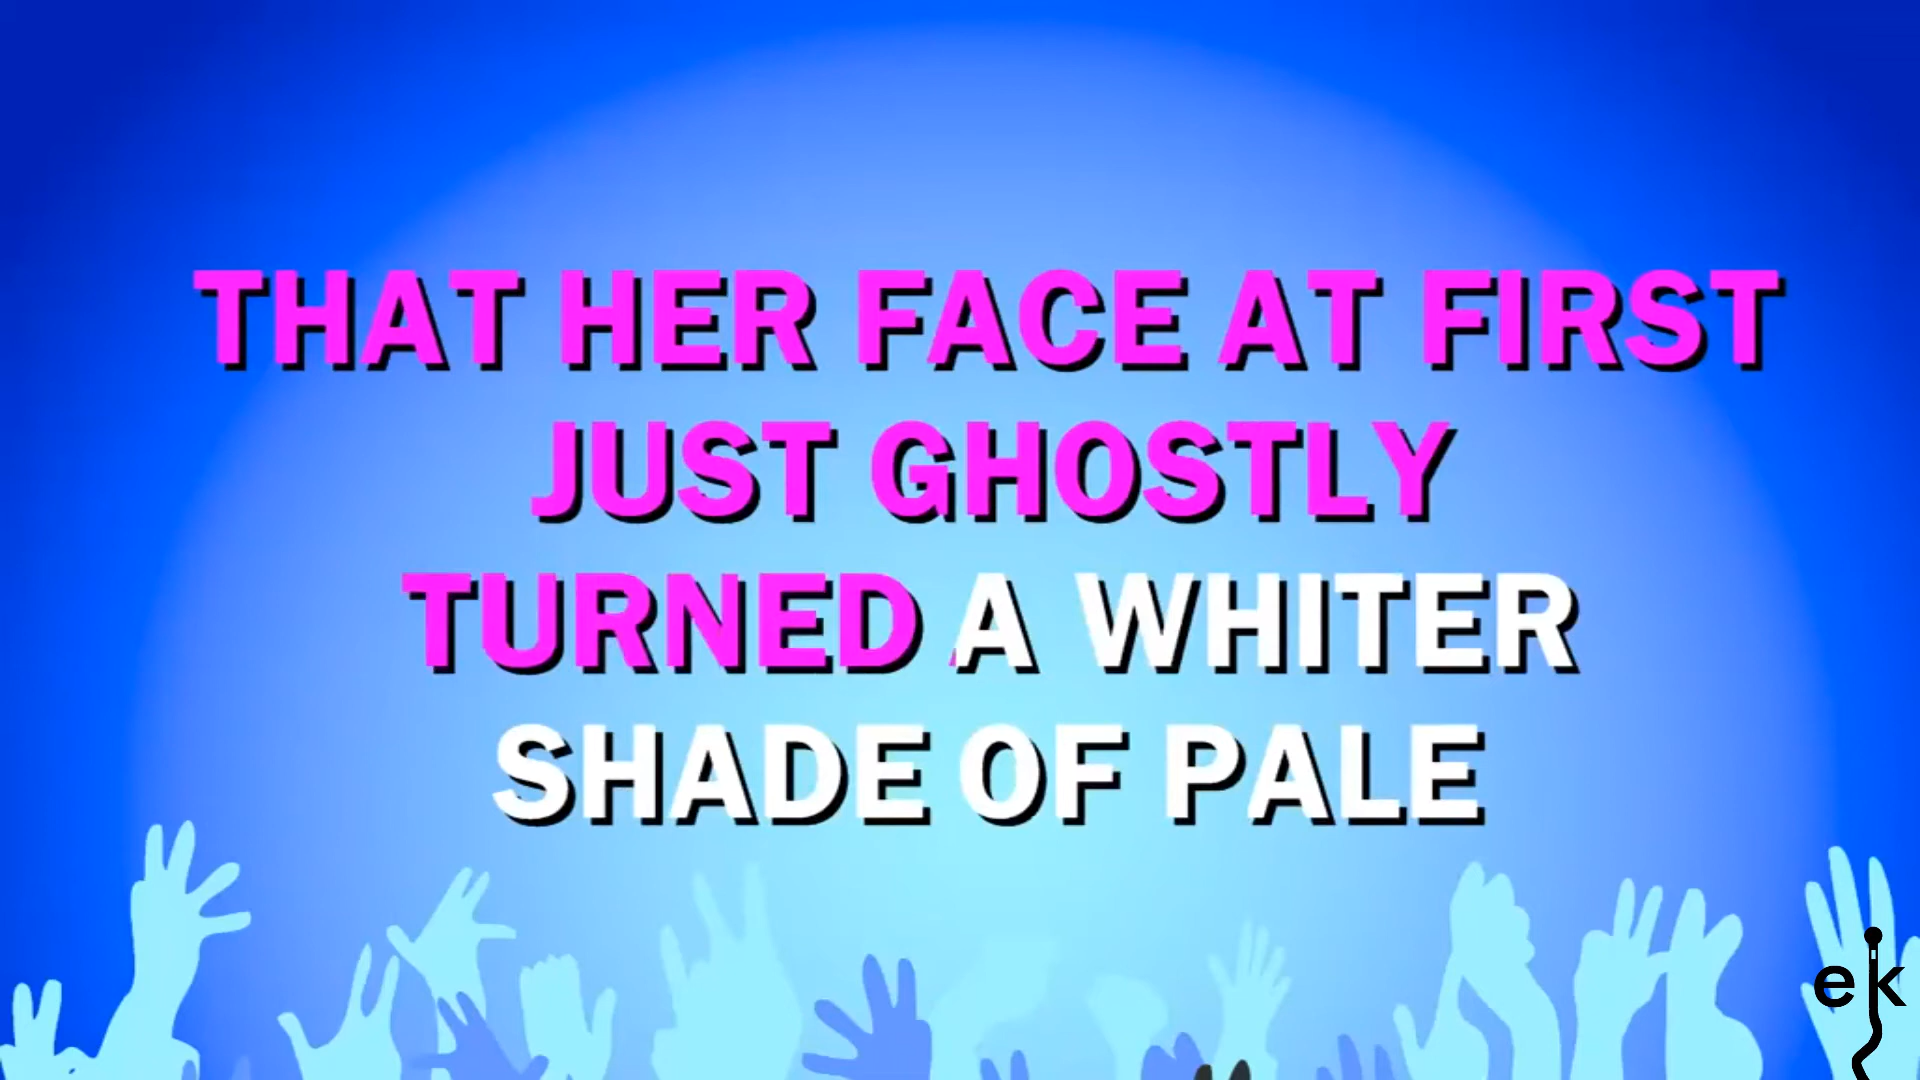 THAT HER FACE AT FIRST
JUST GHOSTLY
TURNED A WHITER
SHADE OF PALE
ek